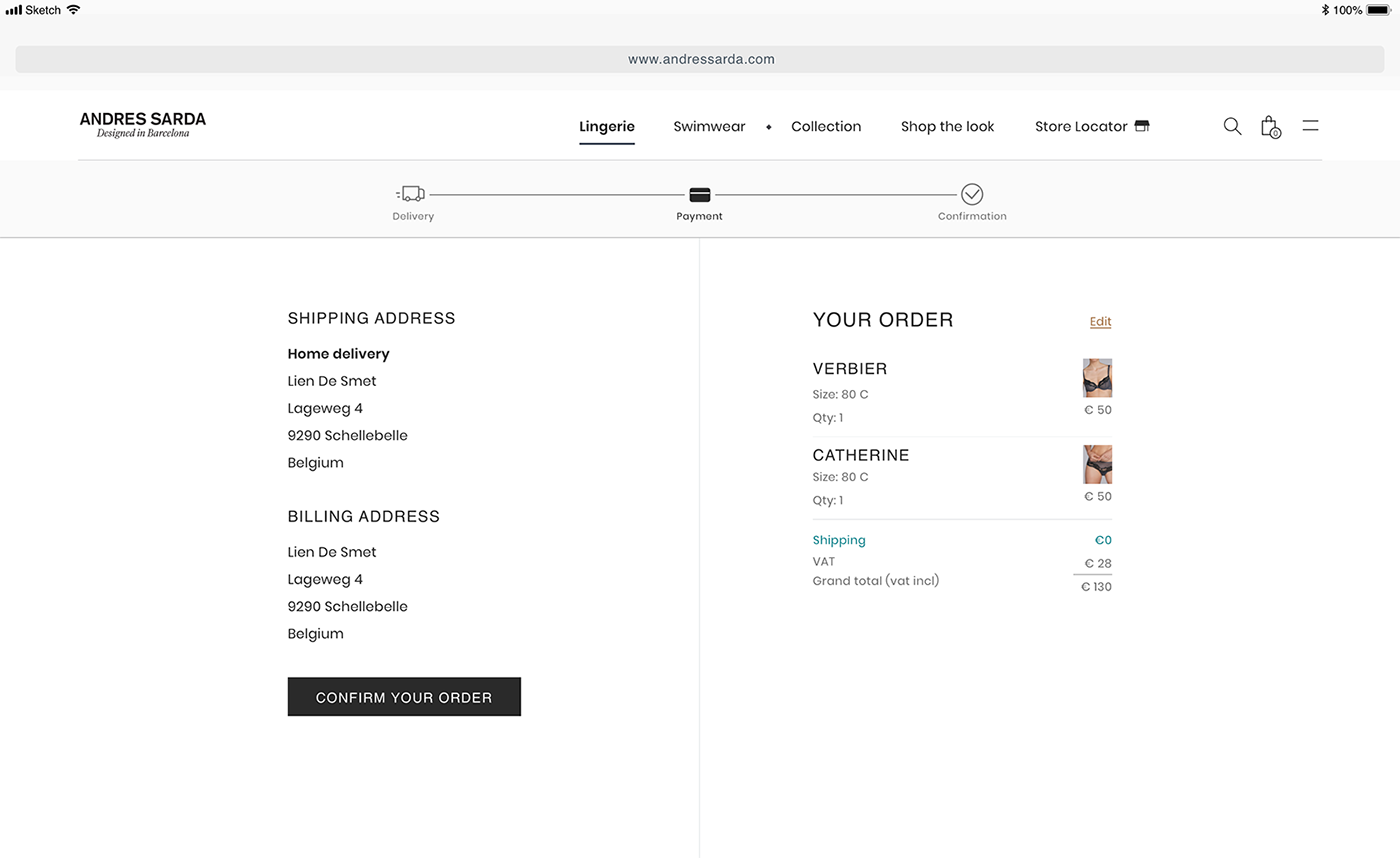 Sketch 100%
www.andressarda.com
ANDRES SARDA
Designed in Barcelona
Lingerie Swimwear Collection Shop the look Store Locator 0
Delivery Payment Confirmation
SHIPPING ADDRESS
Home delivery
Lien De Smet
Lageweg 4
9290 Schellebelle
Belgium
BILLING ADDRESS
Lien De Smet
Lageweg 4
9290 Schellebelle
Belgium
CONFIRM YOUR ORDER
YOUR ORDER Edit
VERBIER
Size: 80 C
€ 50
Qty: 1
CATHERINE
Size: 80 C
€ 50
Qty: 1
Shipping €0
VAT € 28
Grand total (vat incl) € 130